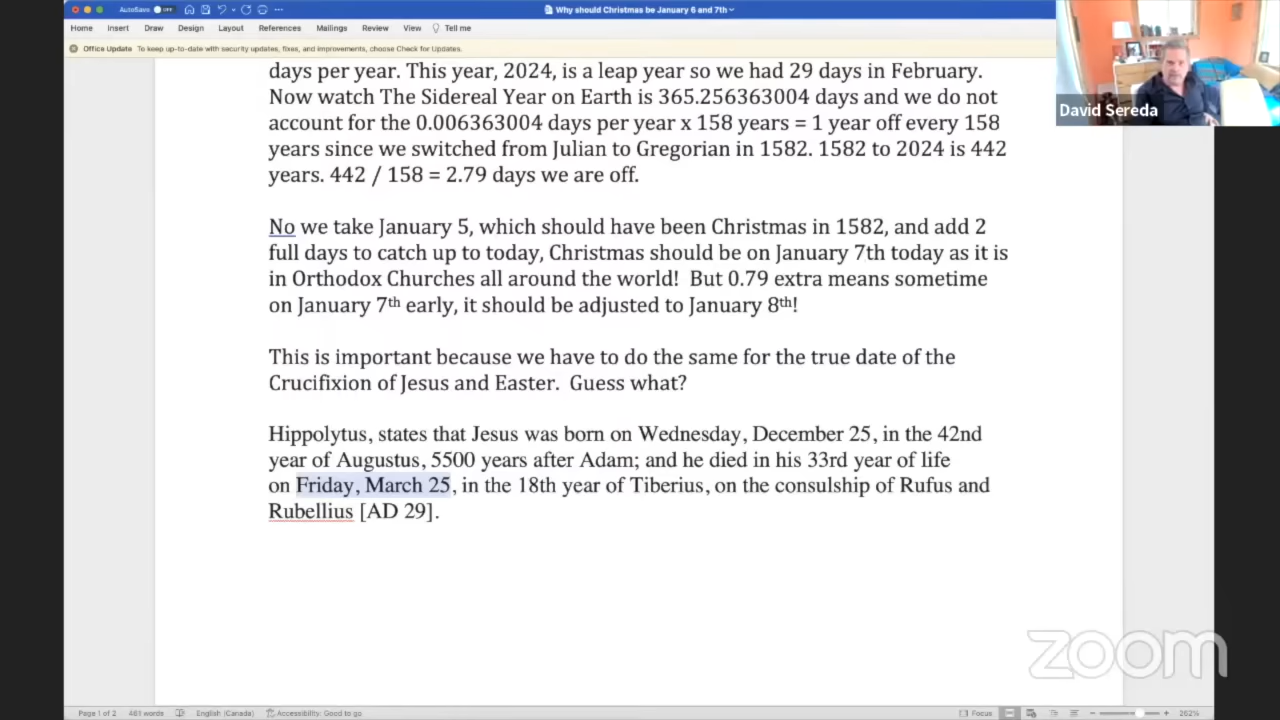 AutoSave OFF
Why should Christmas be January 6 and 7th
Home Insert Draw Design Layout References Mailings Review View Tell me
Office Update To keep up-to-date with security updates, fixes, and improvements, choose Check for Updates.
David Sereda
days per year. This year, 2024, is a leap year so we had 29 days in February.
Now watch The Sidereal Year on Earth is 365.256363004 days and we do not
account for the 0.006363004 days per year x 158 years = 1 year off every 158
years since we switched from Julian to Gregorian in 1582. 1582 to 2024 is 442
years. 442 / 158 = 2.79 days we are off.
No we take January 5, which should have been Christmas in 1582, and add 2
full days to catch up to today, Christmas should be on January 7th today as it is
in Orthodox Churches all around the world! But 0.79 extra means sometime
on January 7th early, it should be adjusted to January 8th!
This is important because we have to do the same for the true date of the
Crucifixion of Jesus and Easter. Guess what?
Hippolytus, states that Jesus was born on Wednesday, December 25, in the 42nd
year of Augustus, 5500 years after Adam; and he died in his 33rd year of life
on Friday, March 25, in the 18th year of Tiberius, on the consulship of Rufus and
Rubellius [AD 29].
zoom
Page 1 of 2 461 words English (Canada) Accessibility: Good to go Focus 262%